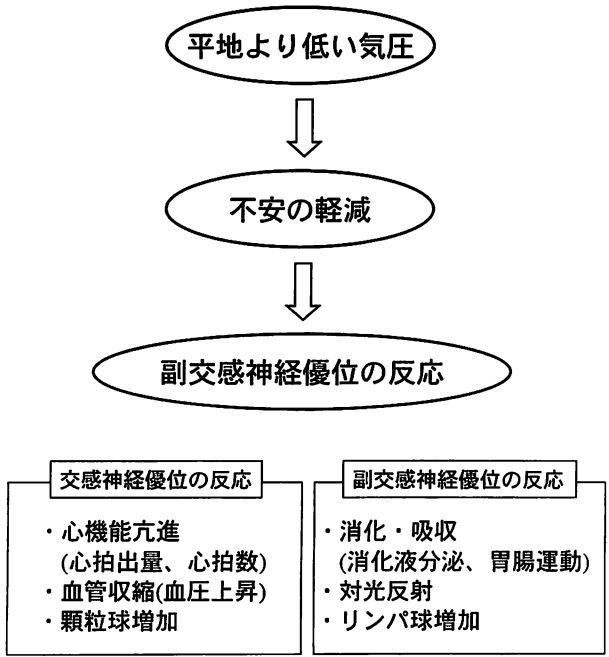 平地より低い気圧
不安の軽減
副交感神経優位の反応
交感神経優位の反応
・心機能亢進
(心拍出量、心拍数)
・血管収縮(血圧上昇)
・顆粒球増加
副交感神経優位の反応
・消化・吸収
(消化液分泌、胃腸運動)
・対光反射
・リンパ球増加